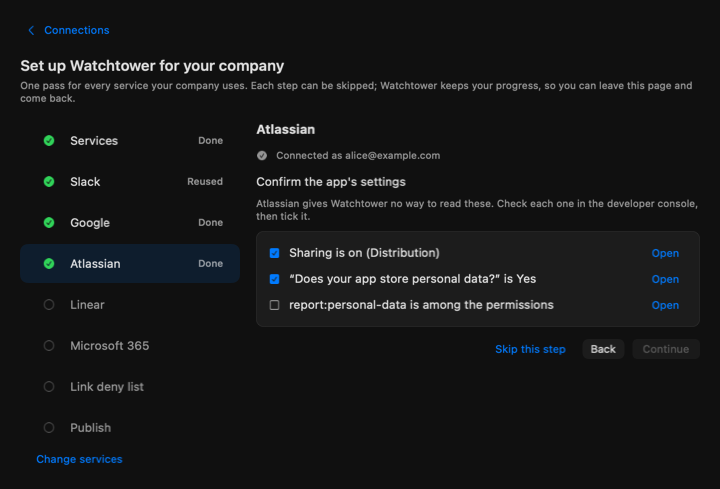 Connections
Set up Watchtower for your company
One pass for every service your company uses. Each step can be skipped; Watchtower keeps your progress, so you can leave this page and
come back.
Services Done
Slack Reused
Google Done
Atlassian Done
Linear
Microsoft 365
Link deny list
Publish
Change services
Atlassian
Connected as alice@example.com
Confirm the app's settings
Atlassian gives Watchtower no way to read these. Check each one in the developer console,
then tick it.
Sharing is on (Distribution) Open
“Does your app store personal data?” is Yes Open
report:personal-data is among the permissions Open
Skip this step Back Continue